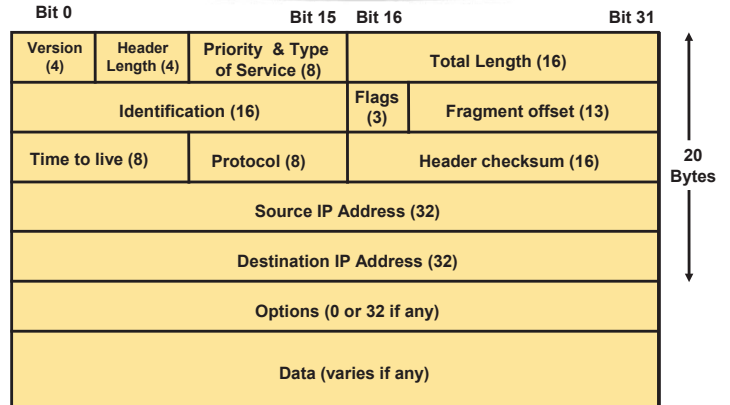 Bit 0 Bit 15 Bit 16 Bit 31
Version (4)
Header Length (4)
Priority & Type of Service (8)
Total Length (16)
Identification (16)
Flags (3)
Fragment offset (13)
Time to live (8)
Protocol (8)
Header checksum (16)
20 Bytes
Source IP Address (32)
Destination IP Address (32)
Options (0 or 32 if any)
Data (varies if any)